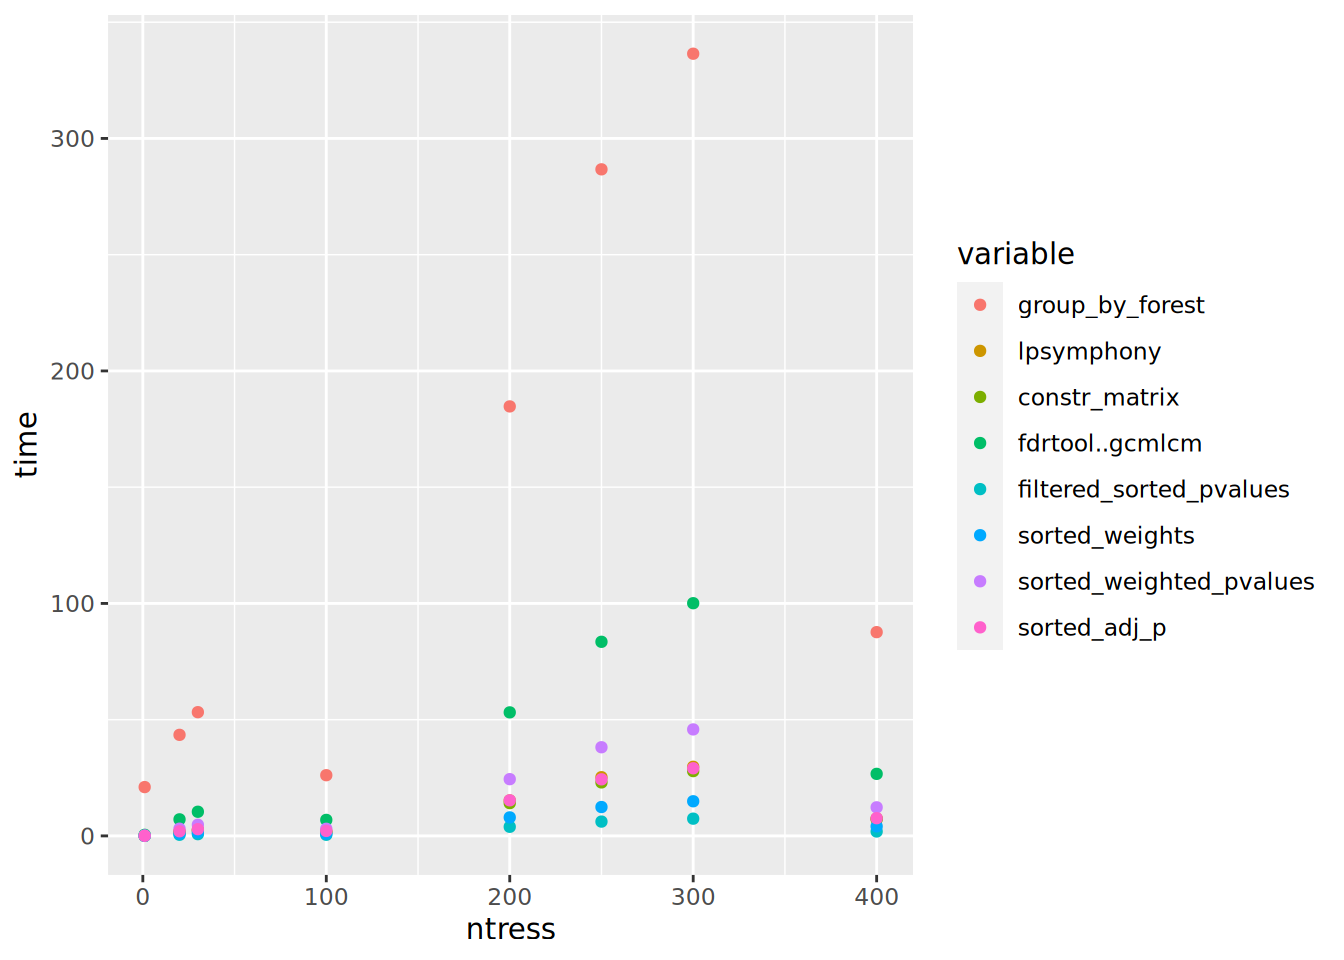 300
200
100
0
time
0 100 200 300 400
ntress
variable
group_by_forest
lpsymphony
constr_matrix
fdrtool..gcmlcm
filtered_sorted_pvalues
sorted_weights
sorted_weighted_pvalues
sorted_adj_p